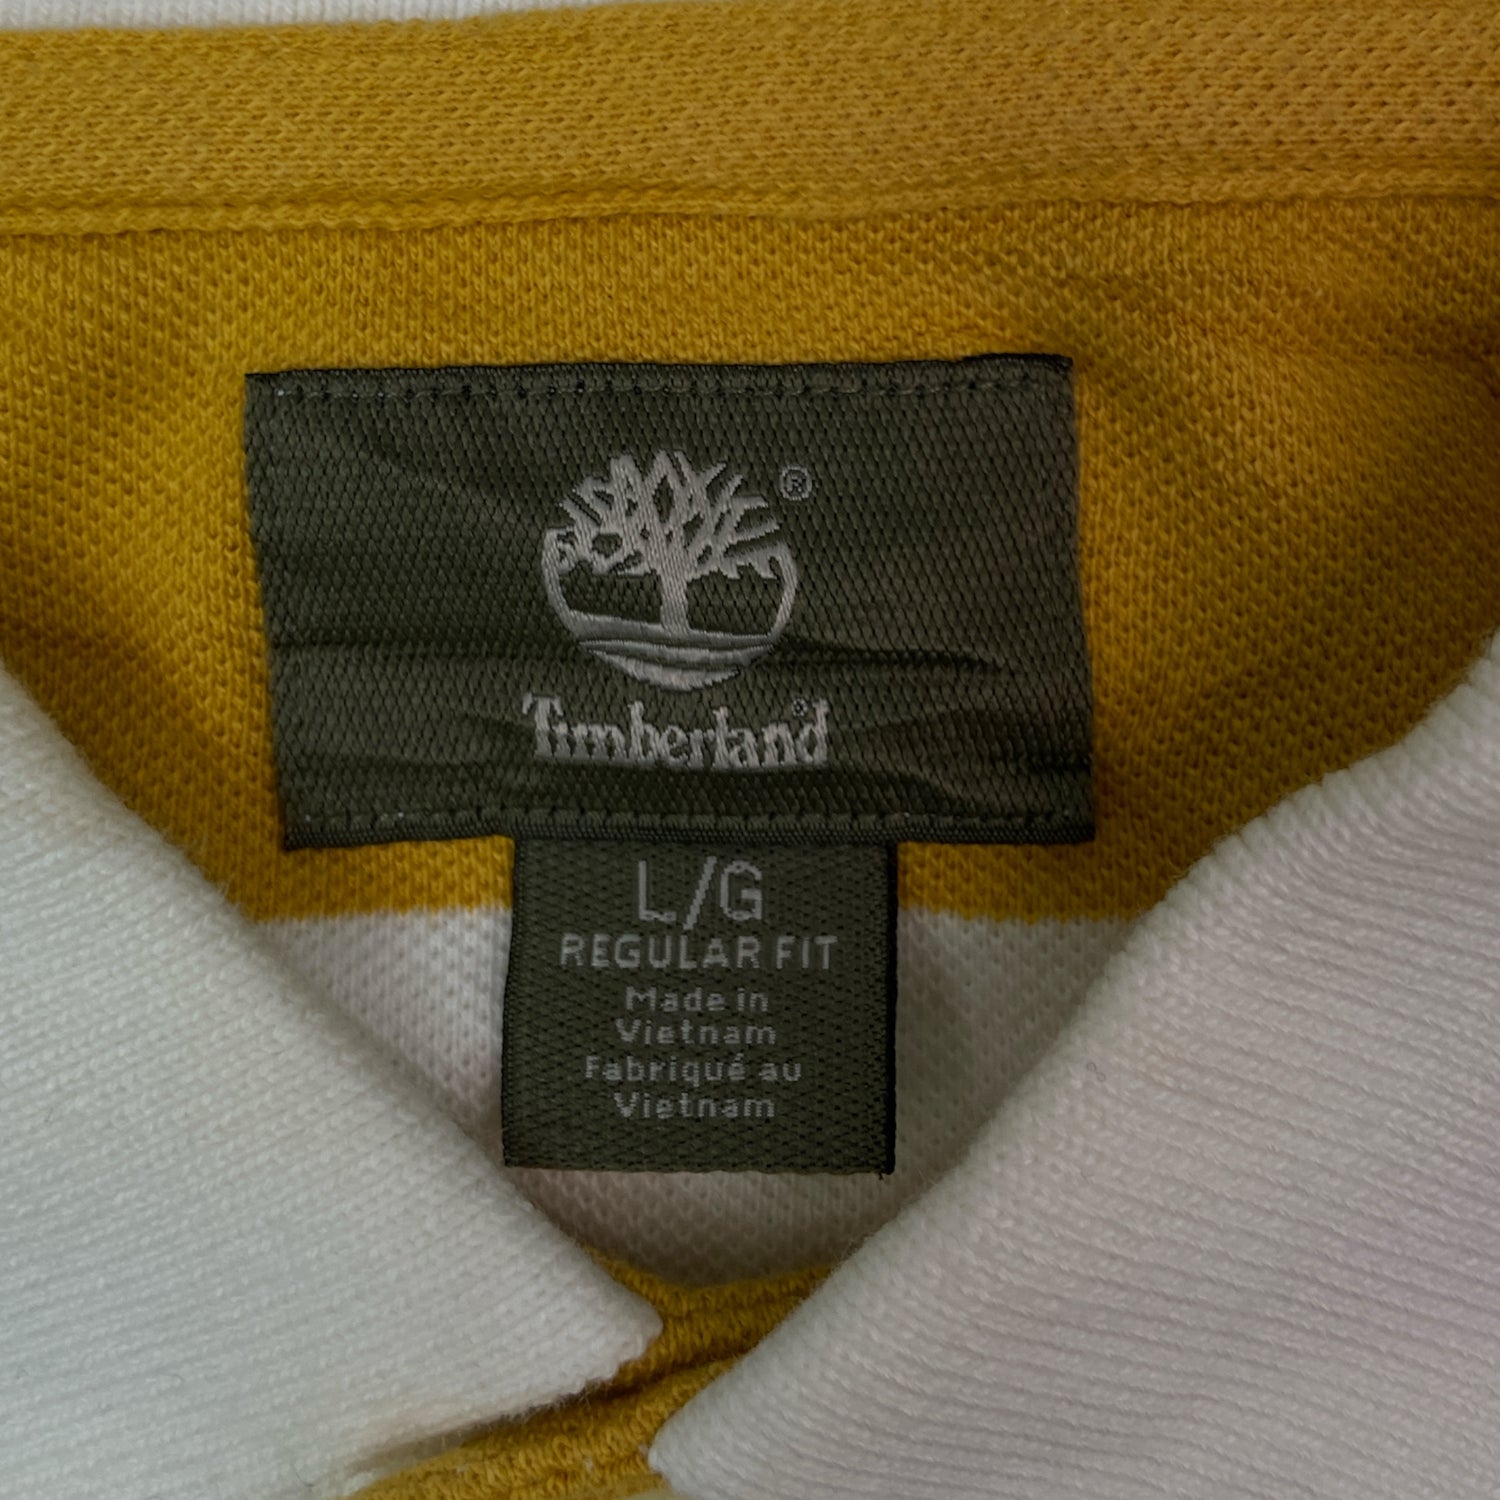 ®
Timberland®
L/G
REGULAR FIT
Made in
Vietnam
Fabriqué au
Vietnam